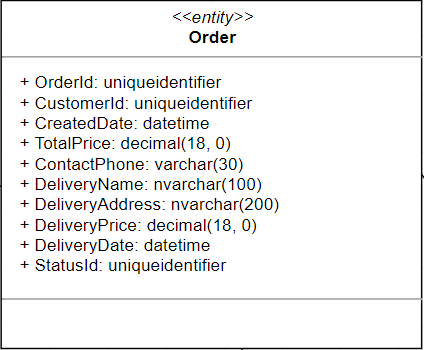 <<entity>>
Order
+ OrderId: uniqueidentifier
+ CustomerId: uniqueidentifier
+ CreatedDate: datetime
+ TotalPrice: decimal(18, 0)
+ ContactPhone: varchar(30)
+ DeliveryName: nvarchar(100)
+ DeliveryAddress: nvarchar(200)
+ DeliveryPrice: decimal(18, 0)
+ DeliveryDate: datetime
+ StatusId: uniqueidentifier